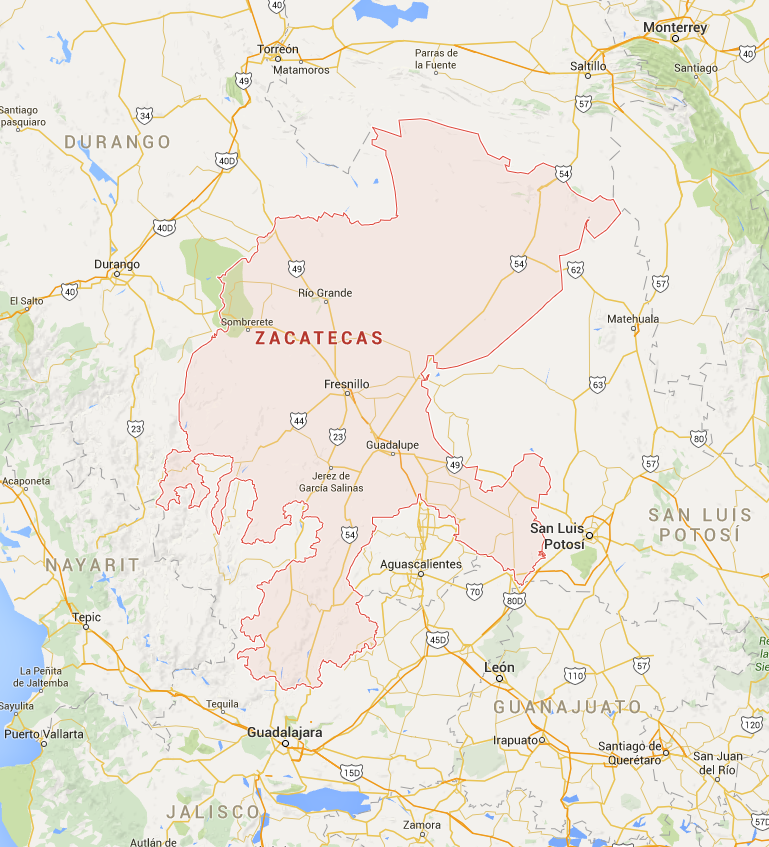 40
Monterrey
Torreón
Matamoros
Parras de
la Fuente
Saltillo
Santiago
40
49
57
Santiago
pasquiaro
34
DURANGO
40D
54
40D
Durango
49
54
62
57
40
El Salto
Río Grande
Sombrerete
ZACATECAS
Matehuala
Fresnillo
63
44
23
23
Guadalupe
80
49
57
Jerez de
García Salinas
Acaponeta
54
San Luis
Potosí
SAN LUIS
POTOSÍ
NAYARIT
Aguascalientes
70
80D
Tepic
45D
León
57
La Peñita
de Jaltemba
110
Sayulita
Tequila
GUANAJUATO
120
Puerto Vallarta
Guadalajara
Irapuato
Santiago de
Querétaro
San Juan
del Río
15D
JALISCO
Zamora
57D
Autlán de